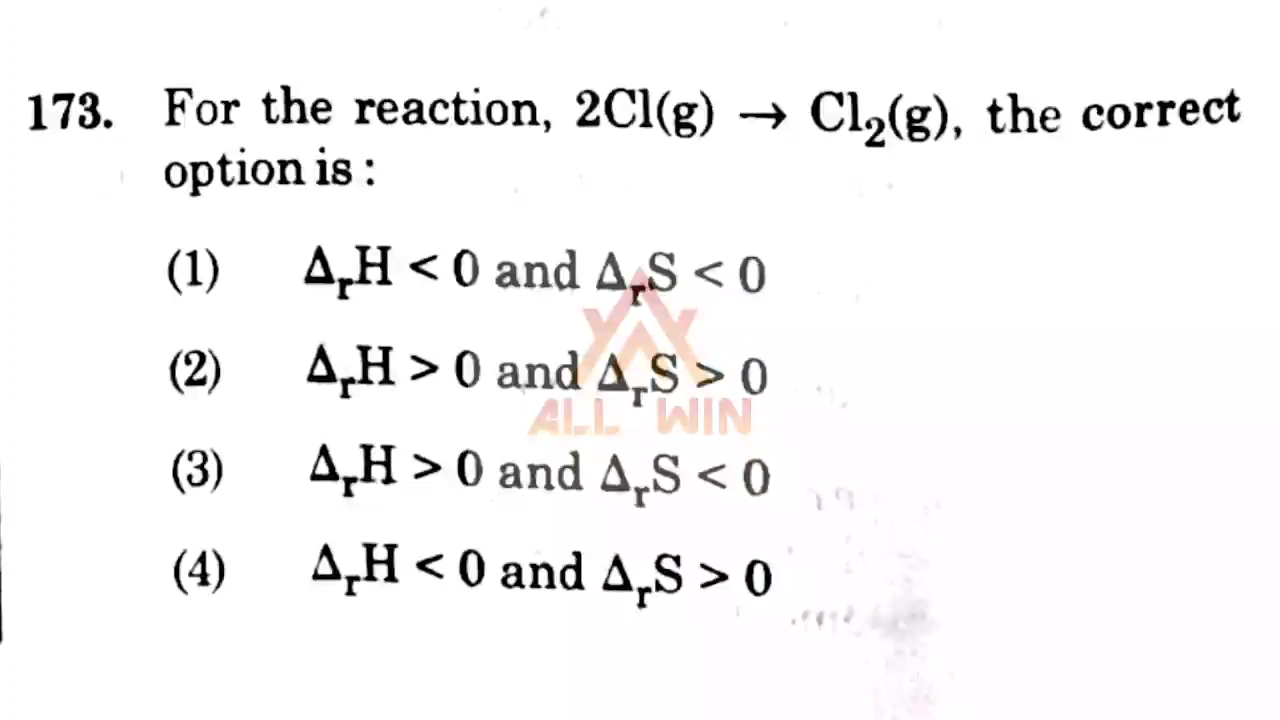 173. For the reaction, 2Cl(g) → Cl₂(g), the correct
option is :
(1) ΔᵣH < 0 and ΔᵣS < 0
(2) ΔᵣH > 0 and ΔᵣS > 0
ALL WIN
(3) ΔᵣH > 0 and ΔᵣS < 0
(4) ΔᵣH < 0 and ΔᵣS > 0